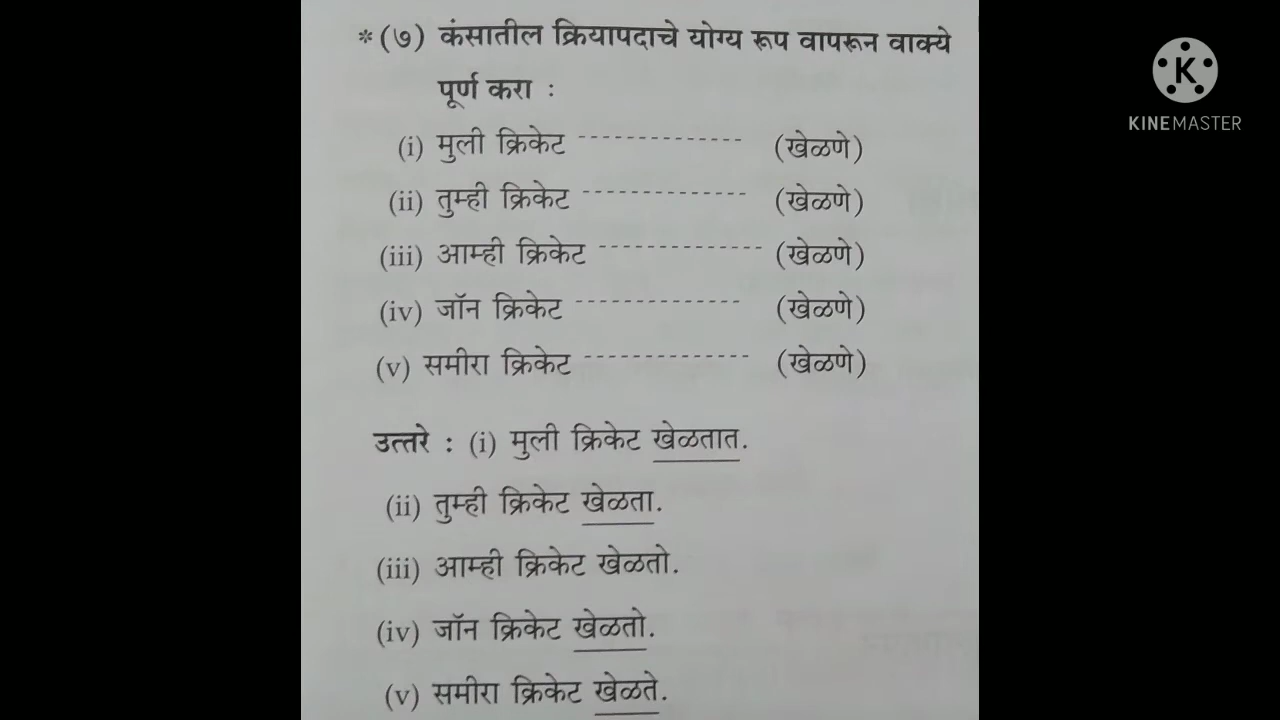 *(७) कंसातील क्रियापदाचे योग्य रूप वापरून वाक्ये
पूर्ण करा :
(i) मुली क्रिकेट ---------------- (खेळणे)
(ii) तुम्ही क्रिकेट ---------------- (खेळणे)
(iii) आम्ही क्रिकेट ---------------- (खेळणे)
(iv) जॉन क्रिकेट ---------------- (खेळणे)
(v) समीरा क्रिकेट ---------------- (खेळणे)
उत्तरे : (i) मुली क्रिकेट खेळतात.
(ii) तुम्ही क्रिकेट खेळता.
(iii) आम्ही क्रिकेट खेळतो.
(iv) जॉन क्रिकेट खेळतो.
(v) समीरा क्रिकेट खेळते.
K
KINEMASTER